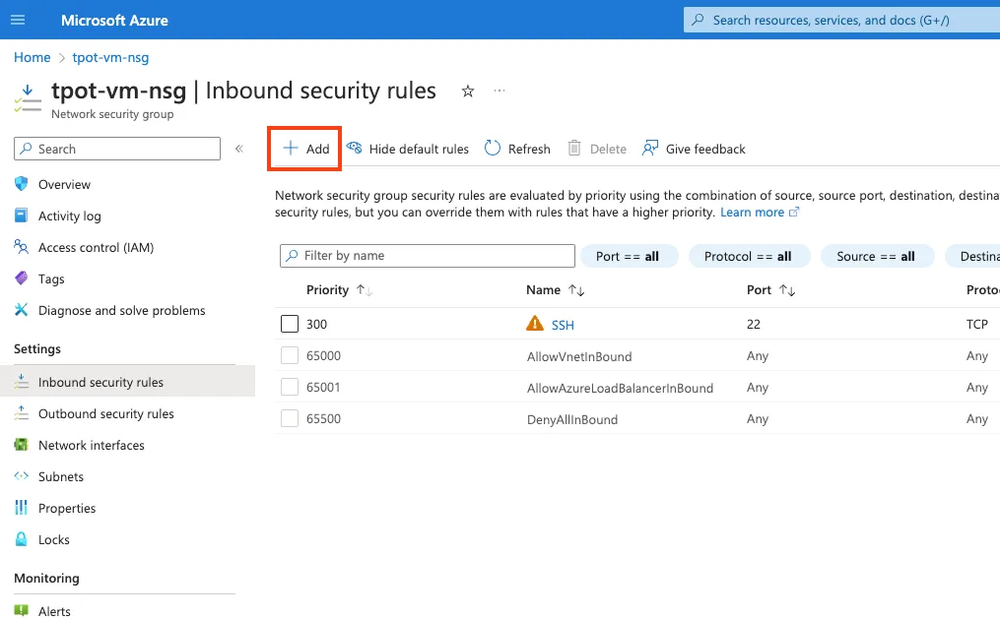 Microsoft Azure
Search resources, services, and docs (G+/)
Home > tpot-vm-nsg
tpot-vm-nsg | Inbound security rules ☆ ...
Network security group
Search «
Overview
Activity log
Access control (IAM)
Tags
Diagnose and solve problems
Settings
Inbound security rules
Outbound security rules
Network interfaces
Subnets
Properties
Locks
Monitoring
Alerts
+ Add Hide default rules Refresh Delete Give feedback
Network security group security rules are evaluated by priority using the combination of source, source port, destination, destina
security rules, but you can override them with rules that have a higher priority. Learn more
Filter by name Port == all Protocol == all Source == all Destina
Priority ↑↓ Name ↑↓ Port ↑↓ Proto
300 SSH 22 TCP
65000 AllowVnetInBound Any Any
65001 AllowAzureLoadBalancerInBound Any Any
65500 DenyAllInBound Any Any